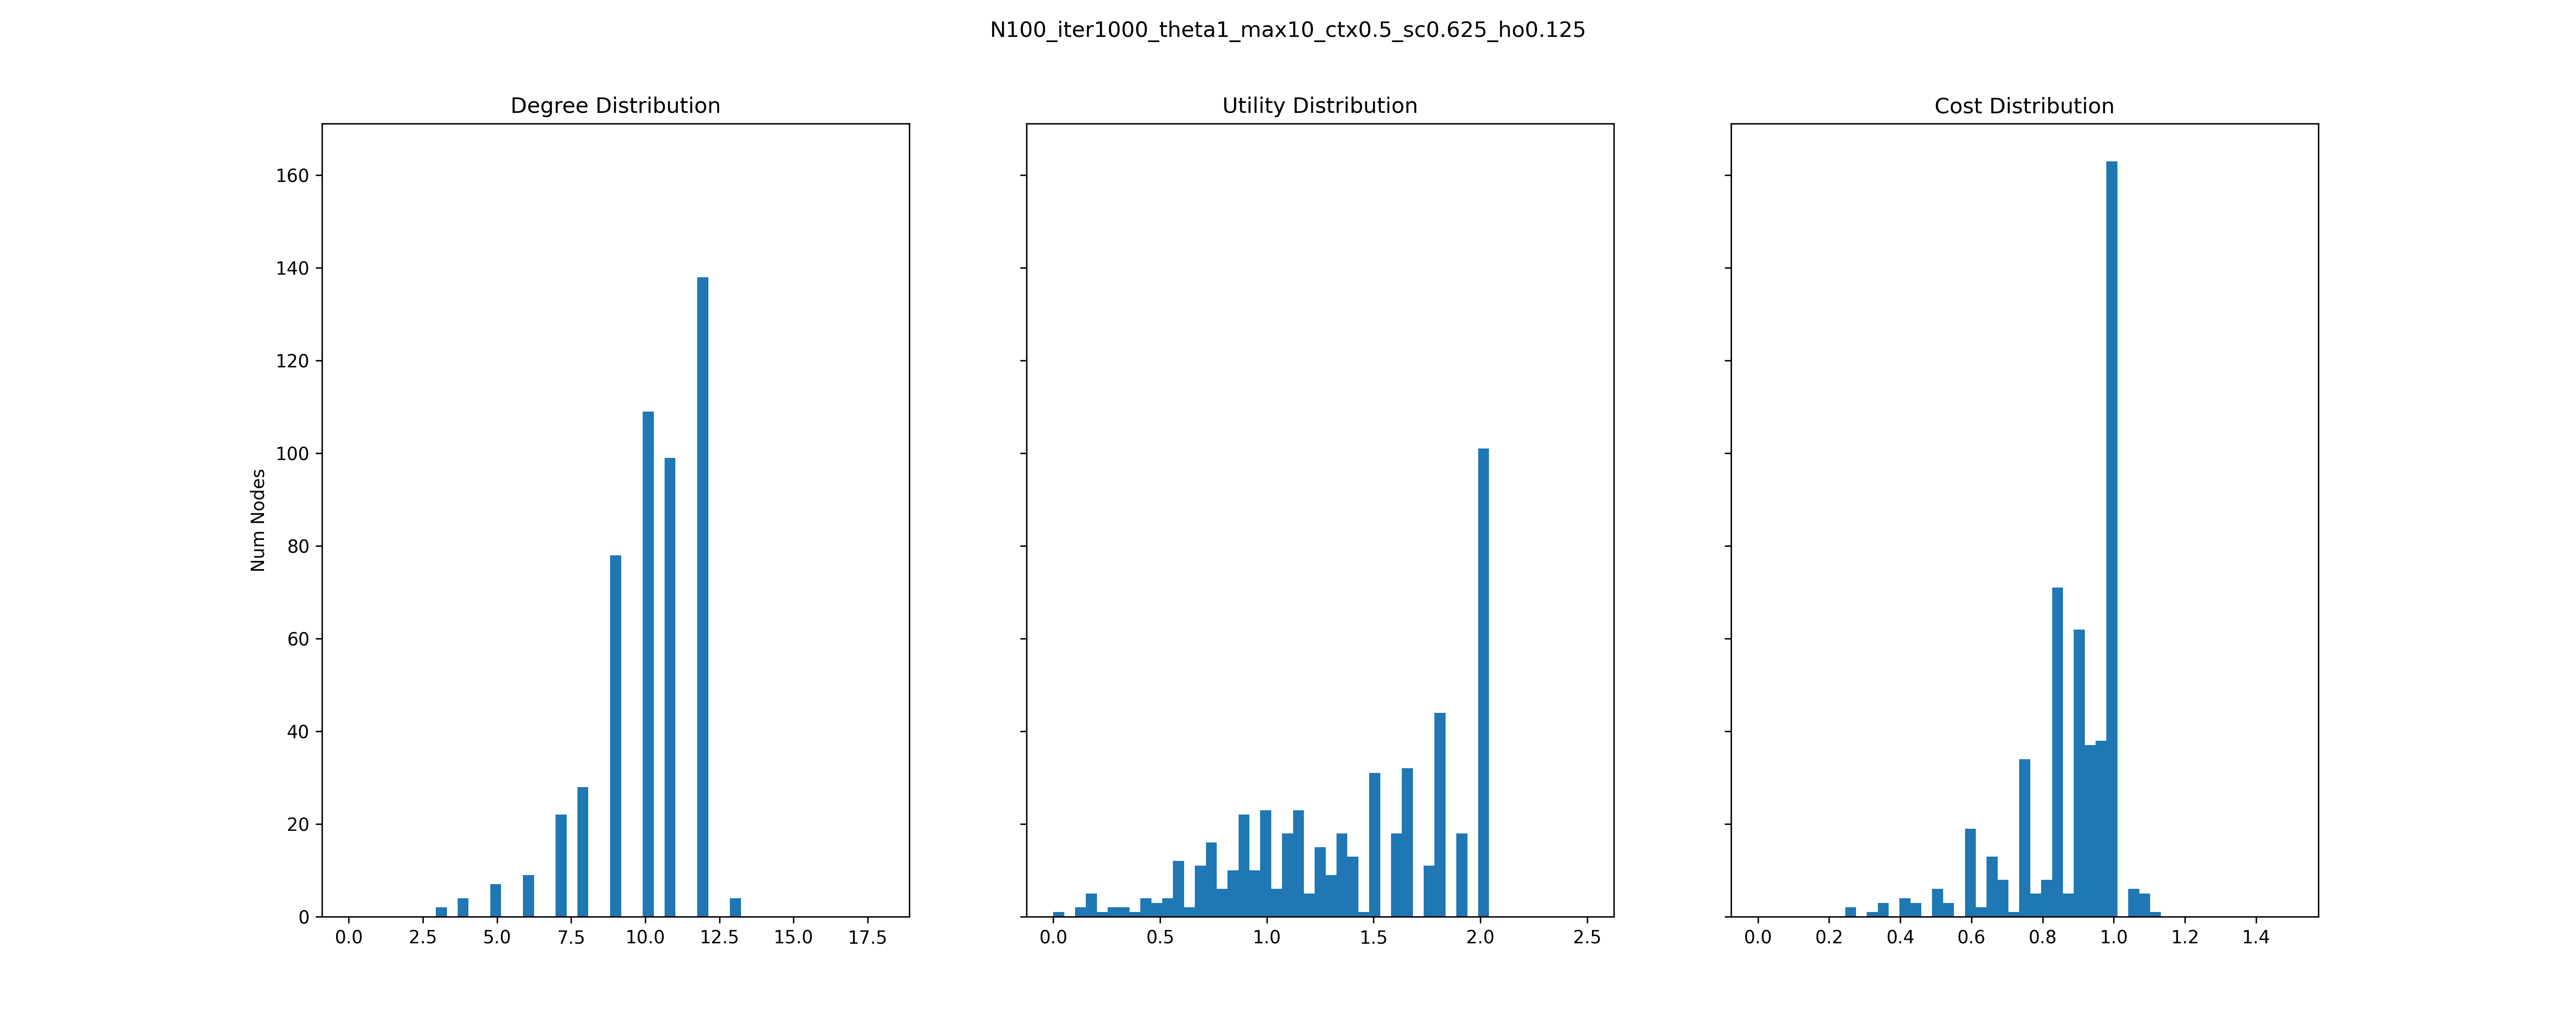 N100_iter1000_theta1_max10_ctx0.5_sc0.625_ho0.125
Degree Distribution
Utility Distribution
Cost Distribution
Num Nodes
160
140
120
100
80
60
40
20
0
0.0 2.5 5.0 7.5 10.0 12.5 15.0 17.5
0.0 0.5 1.0 1.5 2.0 2.5
0.0 0.2 0.4 0.6 0.8 1.0 1.2 1.4